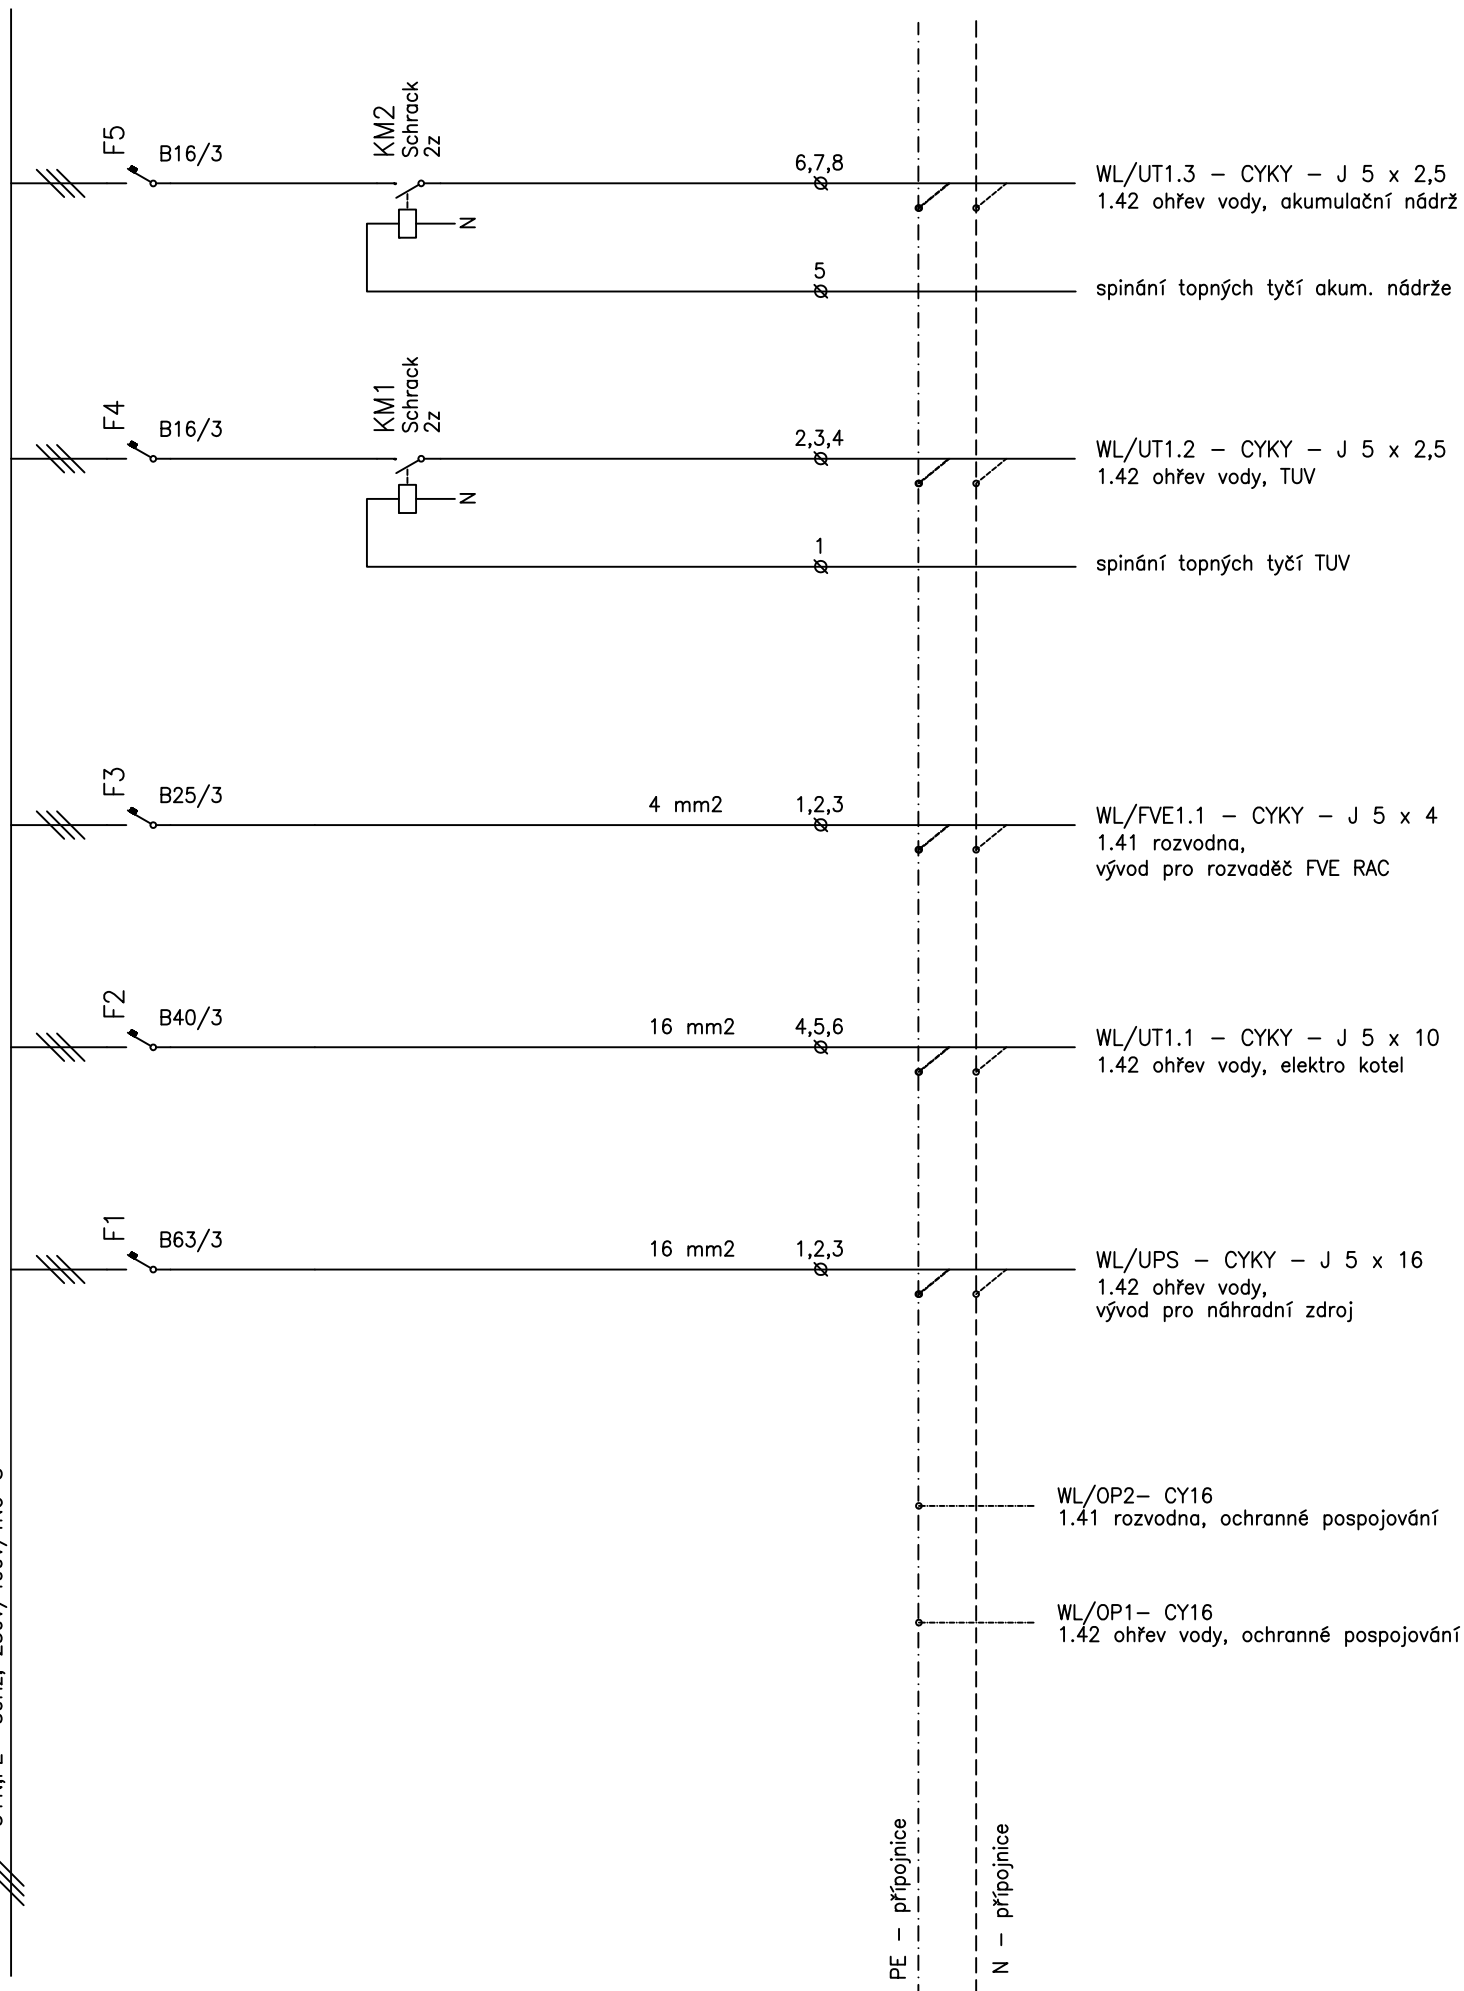 F5
B16/3
KM2
Schrack
2z
N
6,7,8
WL/UT1.3 – CYKY – J 5 x 2,5
1.42 ohřev vody, akumulační nádrž
5
spinání topných tyčí akum. nádrže
F4
B16/3
KM1
Schrack
2z
N
2,3,4
WL/UT1.2 – CYKY – J 5 x 2,5
1.42 ohřev vody, TUV
1
spinání topných tyčí TUV
F3
B25/3
4 mm2
1,2,3
WL/FVE1.1 – CYKY – J 5 x 4
1.41 rozvodna,
vývod pro rozvaděč FVE RAC
F2
B40/3
16 mm2
4,5,6
WL/UT1.1 – CYKY – J 5 x 10
1.42 ohřev vody, elektro kotel
F1
B63/3
16 mm2
1,2,3
WL/UPS – CYKY – J 5 x 16
1.42 ohřev vody,
vývod pro náhradní zdroj
WL/OP2– CY16
1.41 rozvodna, ochranné pospojování
WL/OP1– CY16
1.42 ohřev vody, ochranné pospojování
PE – přípojnice
N – přípojnice